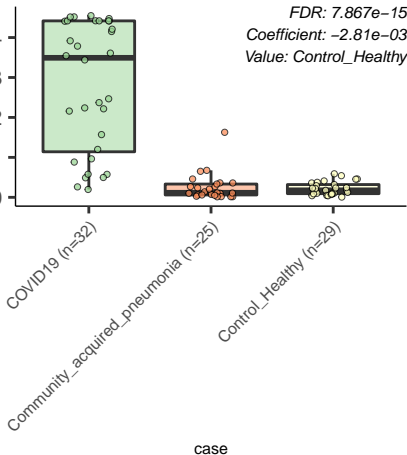 FDR: 7.867e−15
Coefficient: −2.81e−03
Value: Control_Healthy
COVID19 (n=32)
Community_acquired_pneumonia (n=25)
Control_Healthy (n=29)
case